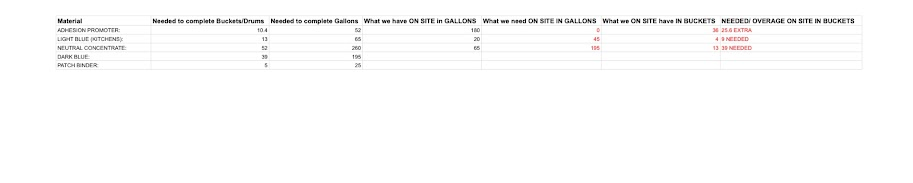 Material Needed to complete Buckets/Drums Needed to complete Gallons What we have ON SITE in GALLONS What we need ON SITE IN GALLONS What we ON SITE have IN BUCKETS NEEDED/ OVERAGE ON SITE IN BUCKETS
ADHESION PROMOTER: 10.4 52 180 0 36 25.6 EXTRA
LIGHT BLUE (KITCHENS): 13 65 20 45 4 9 NEEDED
NEUTRAL CONCENTRATE: 52 260 65 195 13 39 NEEDED
DARK BLUE: 39 195
PATCH BINDER: 5 25